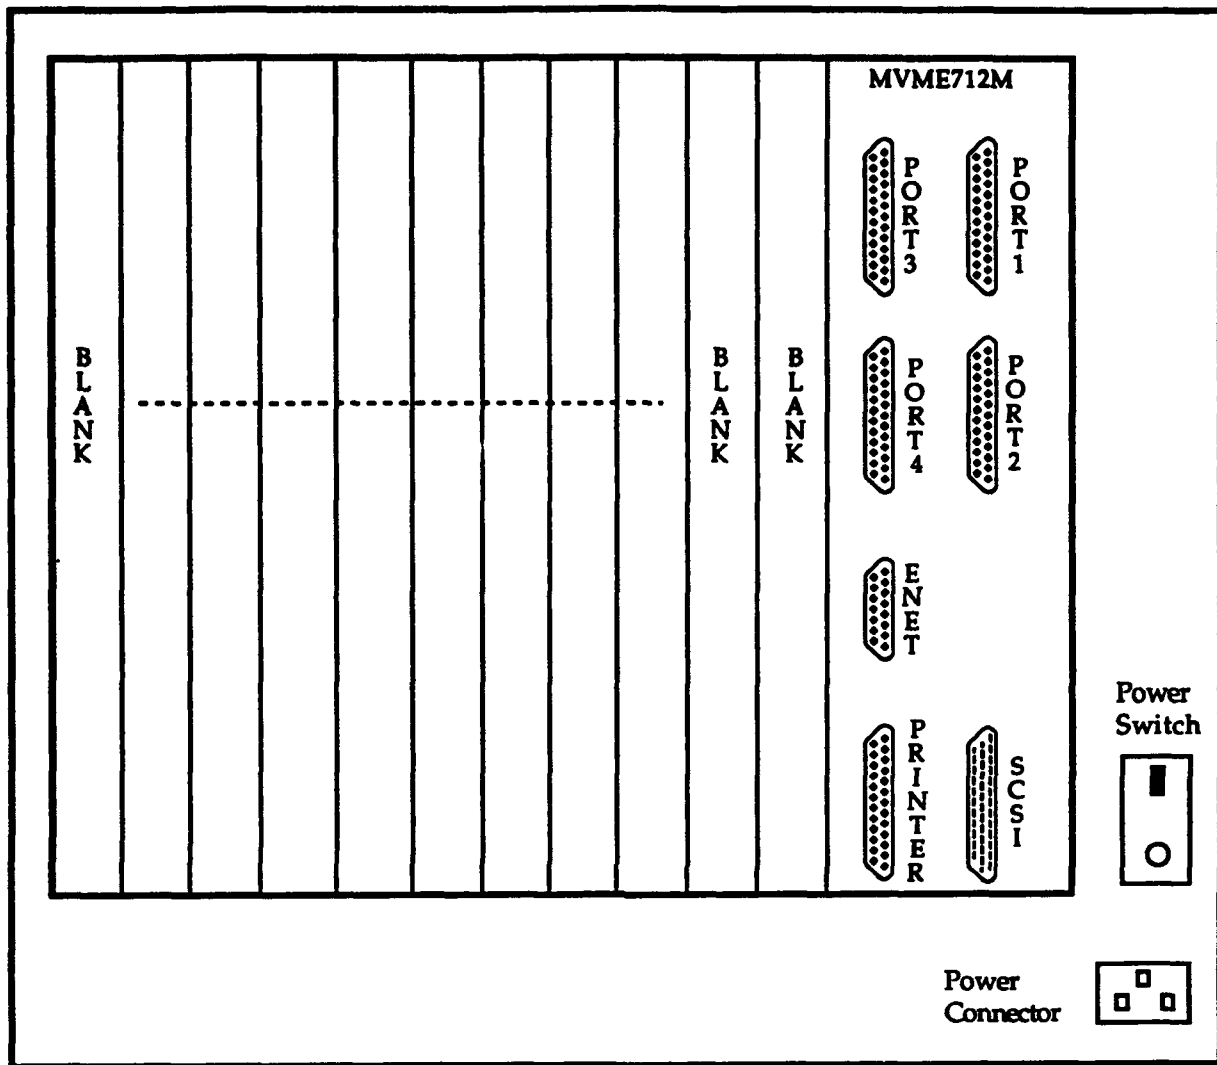 MVME712M
PORT3
PORT1
BLANK
BLANK
BLANK
PORT4
PORT2
ENET
PRINTER
SCSI
Power
Switch
Power
Connector